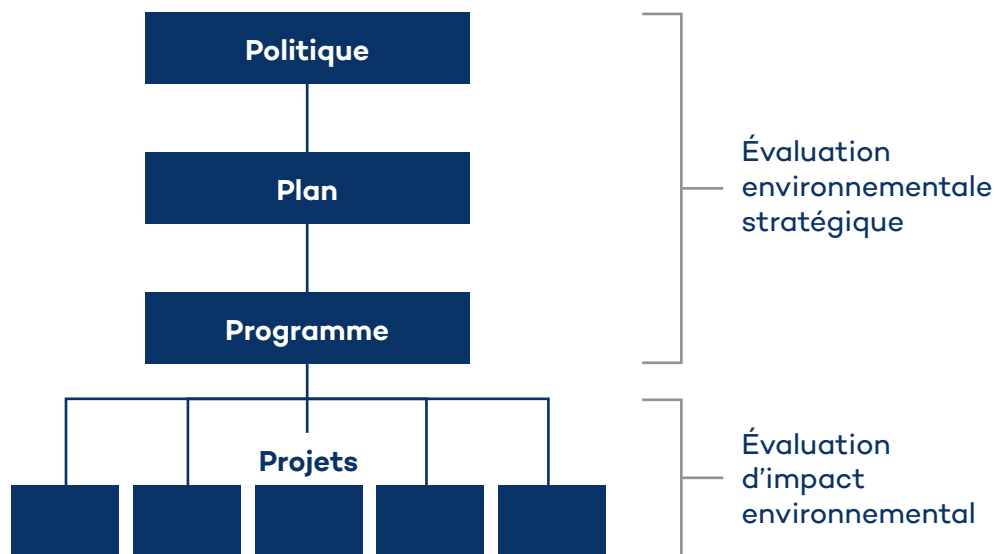 Politique
Plan
Programme
Projets
Évaluation
environnementale
stratégique
Évaluation
d'impact
environnemental